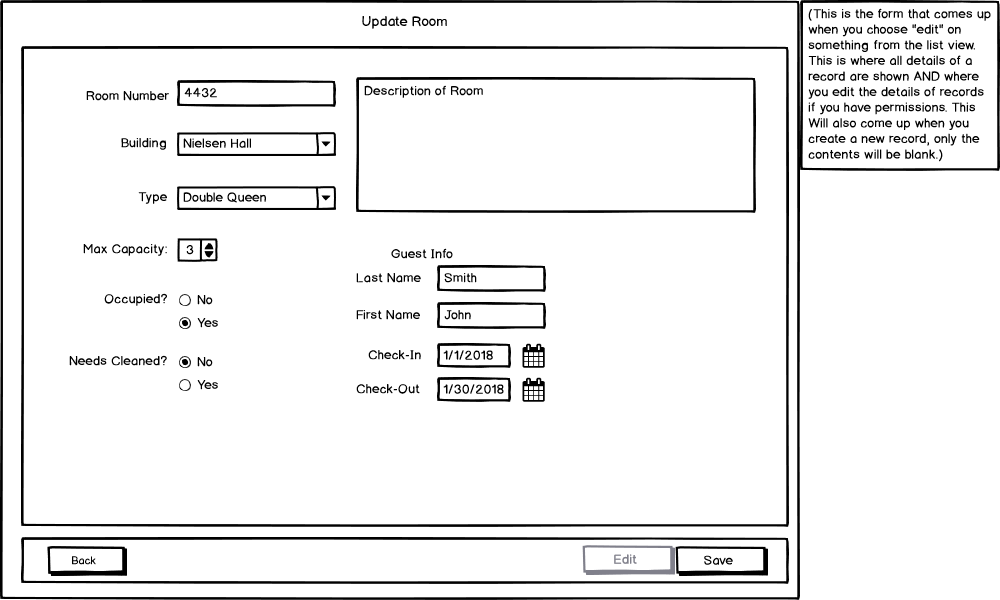 Update Room
(This is the form that comes up
when you choose "edit" on
something from the list view.
This is where all details of a
record are shown AND where
you edit the details of records
if you have permissions. This
Will also come up when you
create a new record, only the
contents will be blank.)
Room Number 4432
Building Nielsen Hall
Type Double Queen
Max Capacity: 3
Occupied? No
Yes
Needs Cleaned? No
Yes
Description of Room
Guest Info
Last Name Smith
First Name John
Check-In 1/1/2018
Check-Out 1/30/2018
Back Edit Save